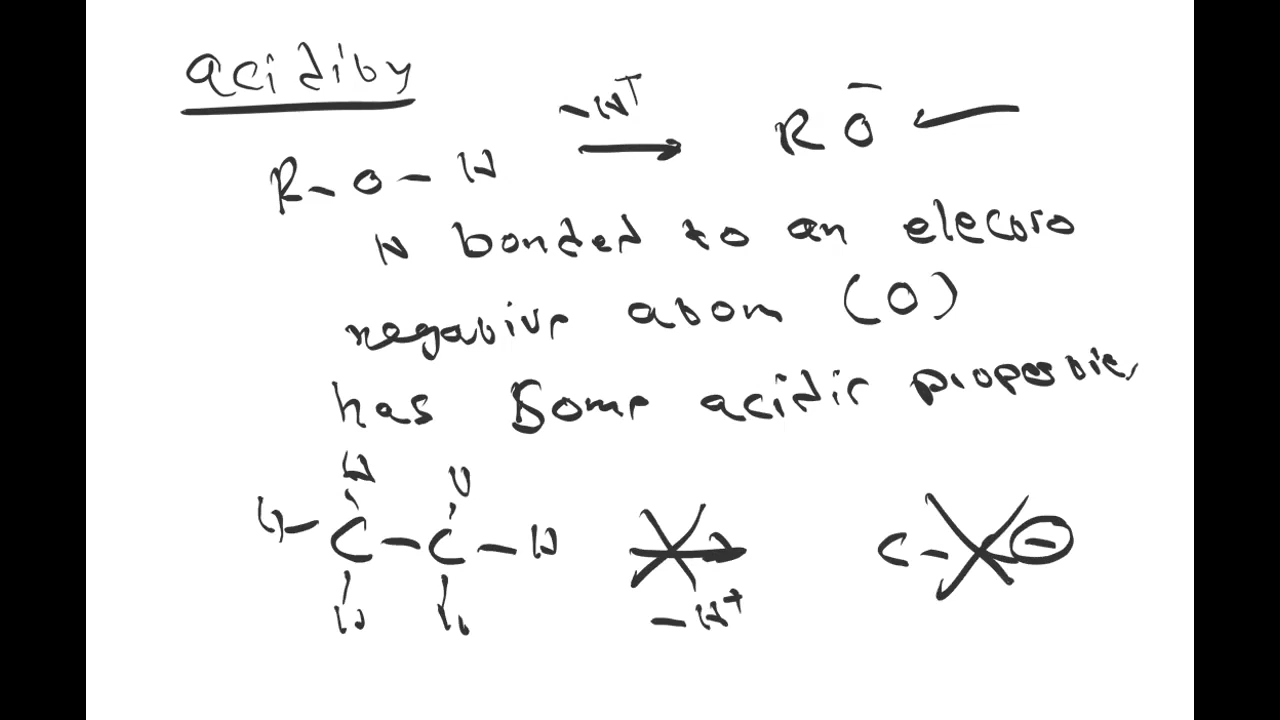 acidity
-H⁺
R-O-H → RO⁻
H bonded to an electro
negative atom (O)
has some acidic properties
H H
H-C-C-H C-C⁻
H H -H⁺